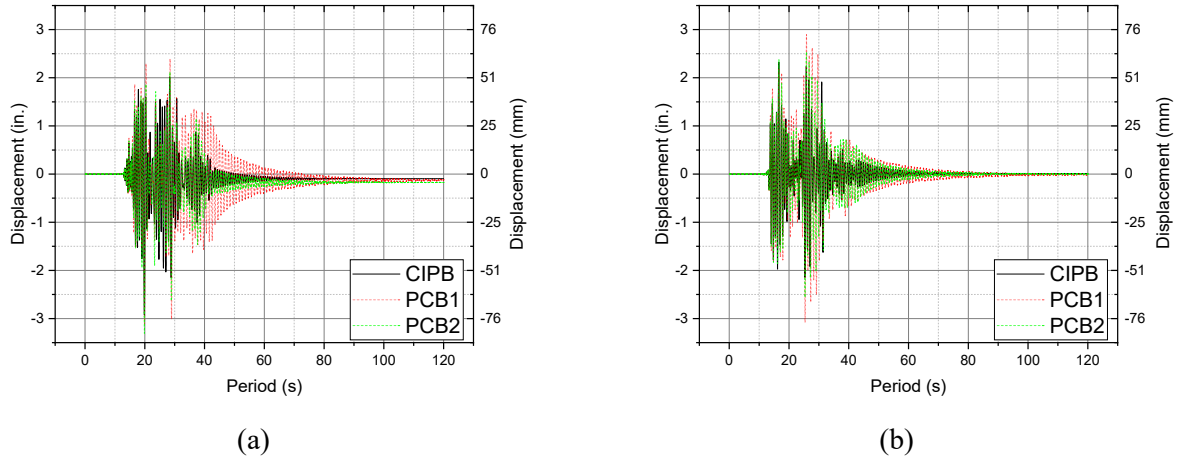 3
2
1
0
-1
-2
-3
76
51
25
0
-25
-51
-76
0 20 40 60 80 100 120
Displacement (in.)
Displacement (mm)
Period (s)
CIPB
PCB1
PCB2
(a)
3
2
1
0
-1
-2
-3
76
51
25
0
-25
-51
-76
0 20 40 60 80 100 120
Displacement (in.)
Displacement (mm)
Period (s)
CIPB
PCB1
PCB2
(b)